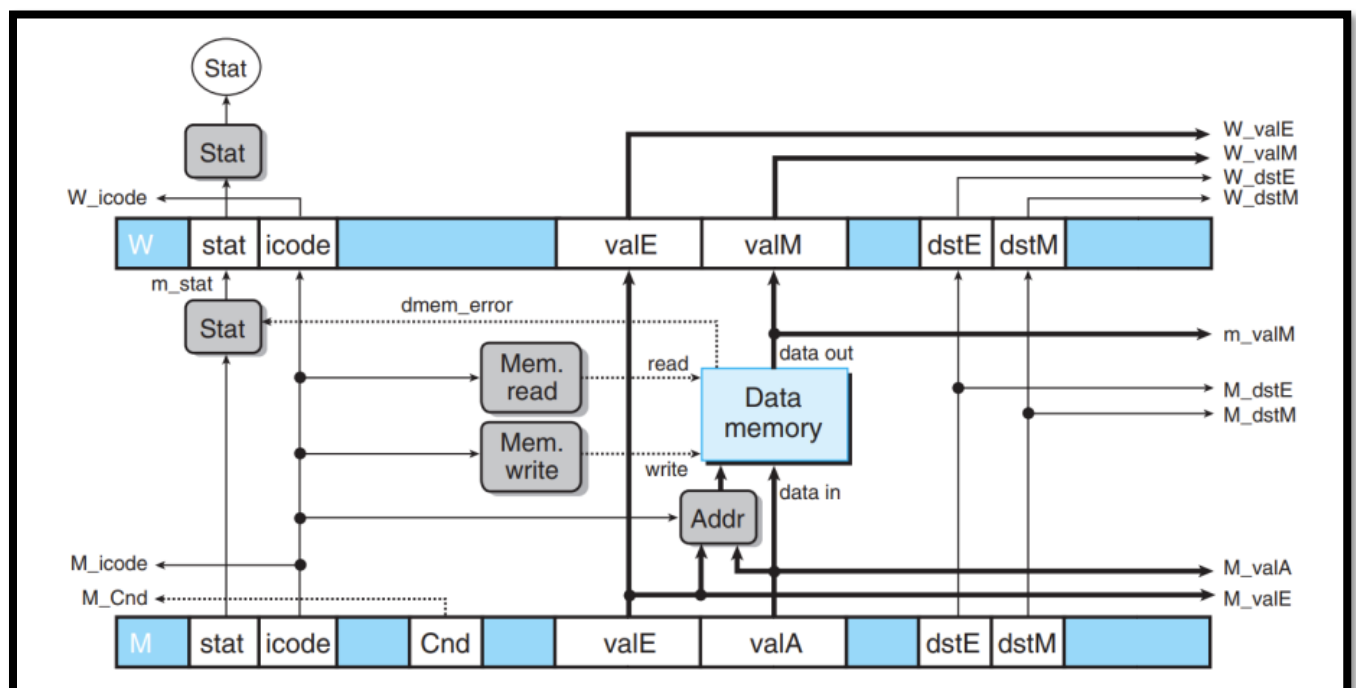 Stat
Stat
W_valE
W_valM
W_icode
W_dstE
W_dstM
W stat icode valE valM dstE dstM
m_stat
dmem_error
Stat
m_valM
data out
Mem. read
read
Data memory
M_dstE
M_dstM
Mem. write
write
data in
Addr
M_icode
M_valA
M_Cnd
M_valE
M stat icode Cnd valE valA dstE dstM